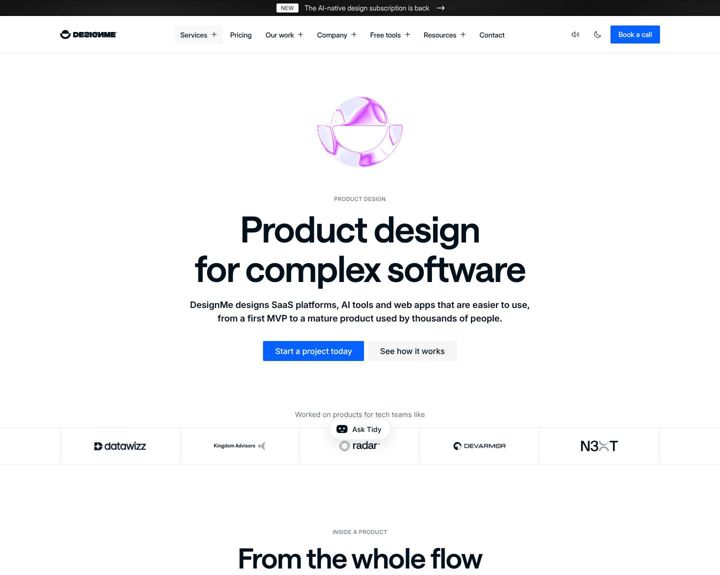 NEW The AI-native design subscription is back
DESIGNME
Services Pricing Our work Company Free tools Resources Contact
Book a call
PRODUCT DESIGN
Product design
for complex software
DesignMe designs SaaS platforms, AI tools and web apps that are easier to use,
from a first MVP to a mature product used by thousands of people.
Start a project today
See how it works
Worked on products for tech teams like
Ask Tidy
datawizz
Kingdom Advisors
radar
DEVARMOR
N3XT
INSIDE A PRODUCT
From the whole flow